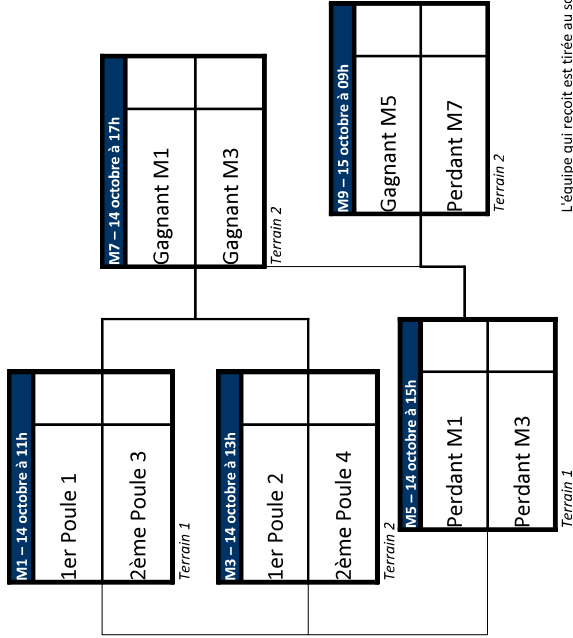 M1 – 14 octobre à 11h
1er Poule 1
2ème Poule 3
Terrain 1
M3 – 14 octobre à 13h
1er Poule 2
2ème Poule 4
Terrain 2
M5 – 14 octobre à 15h
Perdant M1
Perdant M3
Terrain 1
M7 – 14 octobre à 17h
Gagnant M1
Gagnant M3
Terrain 2
M9 – 15 octobre à 09h
Gagnant M5
Perdant M7
Terrain 2
L'équipe qui reçoit est tirée au so